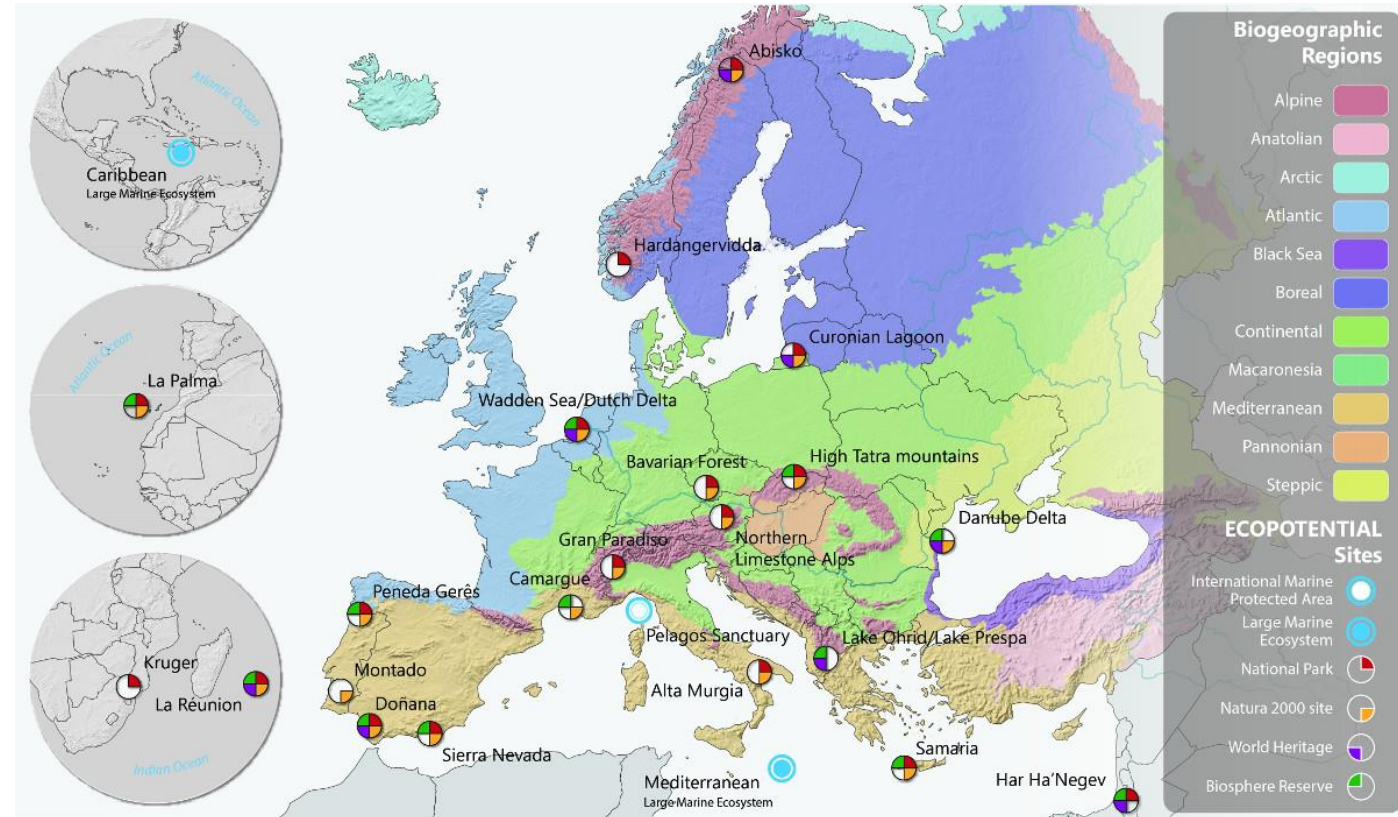 Atlantic Ocean
Caribbean
Large Marine Ecosystem
Atlantic Ocean
La Palma
Kruger
La Réunion
Indian Ocean
Abisko
Hardangervidda
Curonian Lagoon
Wadden Sea/Dutch Delta
Bavarian Forest
High Tatra mountains
Danube Delta
Gran Paradiso
Northern
Limestone Alps
Camargue
Peneda Gerês
Pelagos Sanctuary
Lake Ohrid/Lake Prespa
Montado
Alta Murgia
Doñana
Sierra Nevada
Samaria
Mediterranean
Large Marine Ecosystem
Har Ha'Negev
Biogeographic
Regions
Alpine
Anatolian
Arctic
Atlantic
Black Sea
Boreal
Continental
Macaronesia
Mediterranean
Pannonian
Steppic
ECOPOTENTIAL
Sites
International Marine
Protected Area
Large Marine
Ecosystem
National Park
Natura 2000 site
World Heritage
Biosphere Reserve